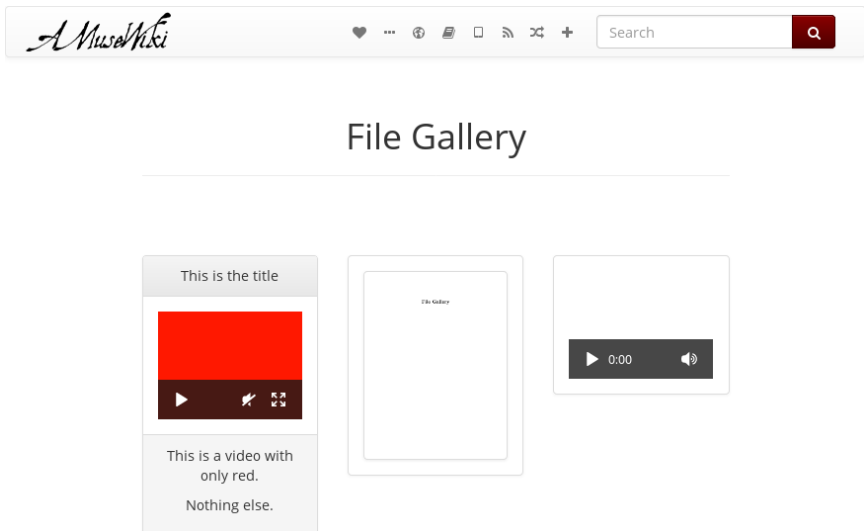 AMuseWiki
Search
File Gallery
This is the title
This is a video with
only red.
Nothing else.
File Gallery
0:00